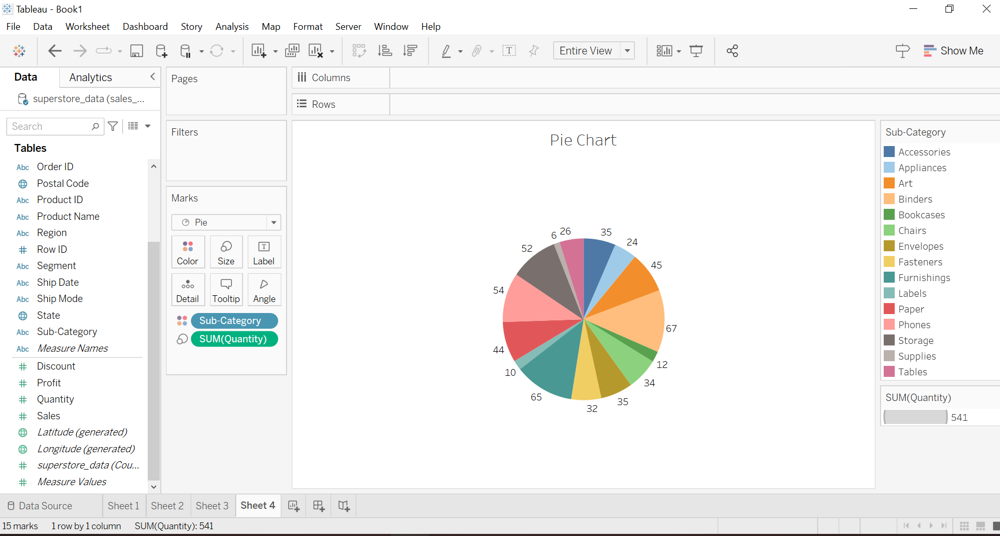 Tableau - Book1
File Data Worksheet Dashboard Story Analysis Map Format Server Window Help
Entire View
Show Me
Data
Analytics
superstore_data (sales_...
Search
Tables
Abc Order ID
Postal Code
Abc Product ID
Abc Product Name
Abc Region
Row ID
Abc Segment
Abc Ship Date
Abc Ship Mode
State
Abc Sub-Category
Abc Measure Names
Discount
Profit
Quantity
Sales
Latitude (generated)
Longitude (generated)
superstore_data (Cou...
Measure Values
Pages
Filters
Marks
Pie
Color Size Label
Detail Tooltip Angle
Sub-Category
SUM(Quantity)
Columns
Rows
Pie Chart
35
24
45
67
12
34
35
32
65
10
44
54
52
6
26
Sub-Category
Accessories
Appliances
Art
Binders
Bookcases
Chairs
Envelopes
Fasteners
Furnishings
Labels
Paper
Phones
Storage
Supplies
Tables
SUM(Quantity)
541
Data Source Sheet 1 Sheet 2 Sheet 3 Sheet 4
15 marks 1 row by 1 column SUM(Quantity): 541